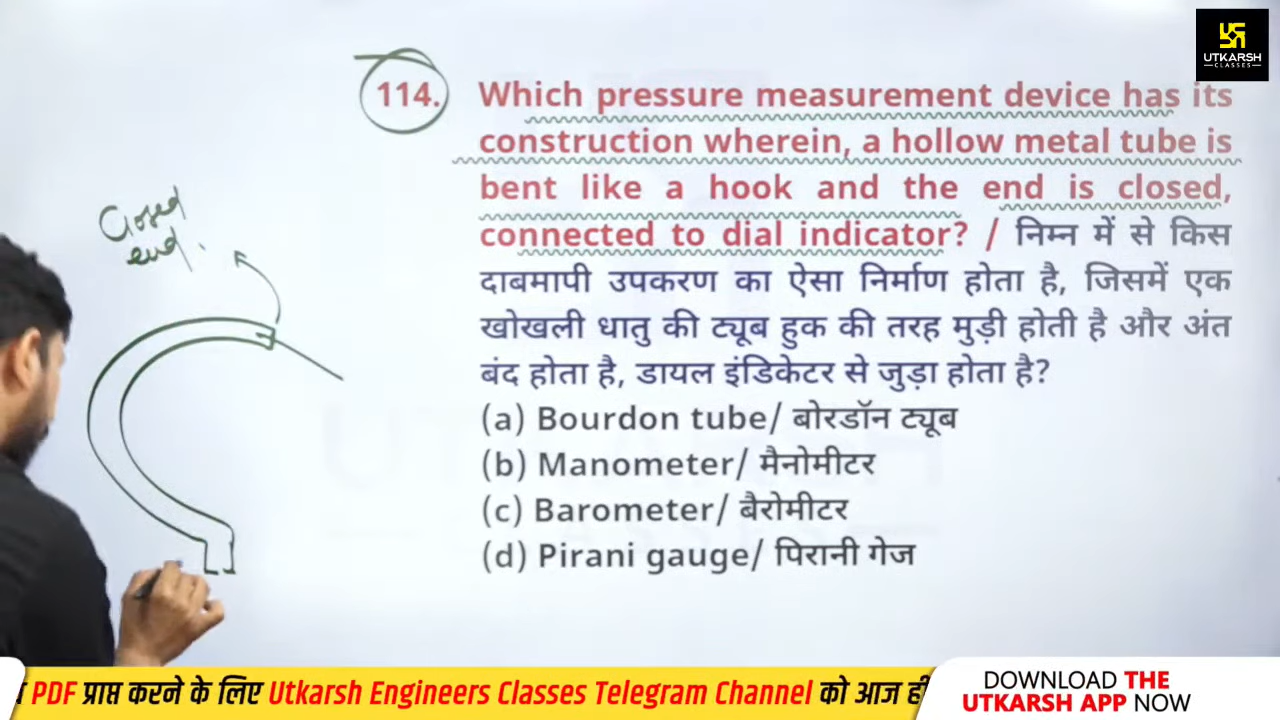 UTKARSH
CLASSES
114. Which pressure measurement device has its
construction wherein, a hollow metal tube is
bent like a hook and the end is closed,
connected to dial indicator? / निम्न में से किस
दाबमापी उपकरण का ऐसा निर्माण होता है, जिसमें एक
खोखली धातु की ट्यूब हुक की तरह मुड़ी होती है और अंत
बंद होता है, डायल इंडिकेटर से जुड़ा होता है?
(a) Bourdon tube/ बोरडॉन ट्यूब
(b) Manometer/ मैनोमीटर
(c) Barometer/ बैरोमीटर
(d) Pirani gauge/ पिरानी गेज
Closed
end.
PDF प्राप्त करने के लिए Utkarsh Engineers Classes Telegram Channel को आज ही
DOWNLOAD THE
UTKARSH APP NOW